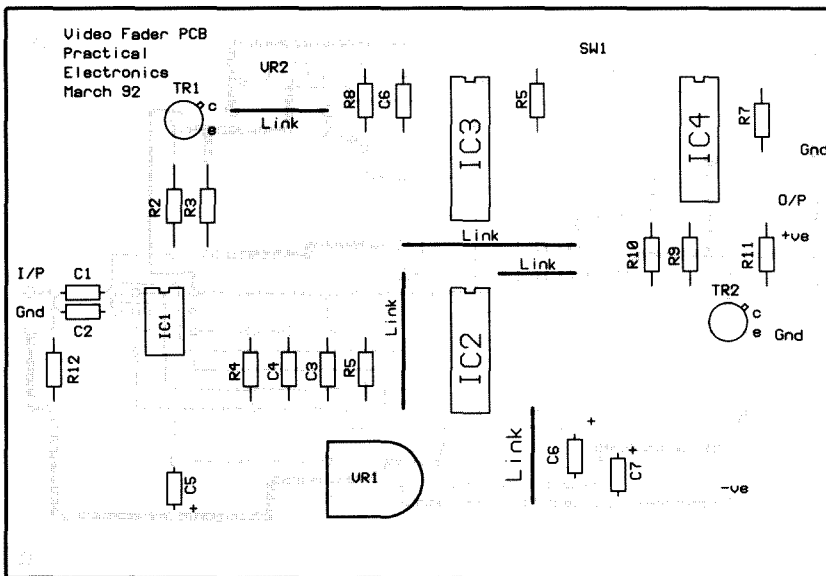 Video Fader PCB
Practical
Electronics
March 92
VR2
SW1
TR1
c
e
Link
R8
C6
IC3
R5
IC4
R7
Gnd
R2
R3
O/P
+ve
Link
R10
R9
R11
Link
I/P
C1
Gnd
C2
IC1
R12
Link
IC2
TR2
c
e
Gnd
R4
C4
C3
R5
C5
+
VR1
Link
C6
+
C7
+
-ve